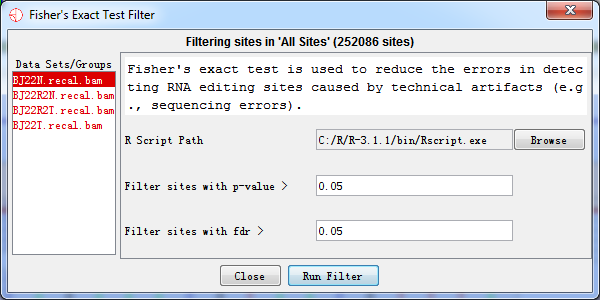 Fisher's Exact Test Filter
Filtering sites in 'All Sites' (252086 sites)
Data Sets/Groups
BJ22N.recal.bam
BJ22R2N.recal.bam
BJ22R2T.recal.bam
BJ22T.recal.bam
Fisher's exact test is used to reduce the errors in detec
ting RNA editing sites caused by technical artifacts (e.g
., sequencing errors).
R Script Path C:/R/R-3.1.1/bin/Rscript.exe Browse
Filter sites with p-value > 0.05
Filter sites with fdr > 0.05
Close Run Filter